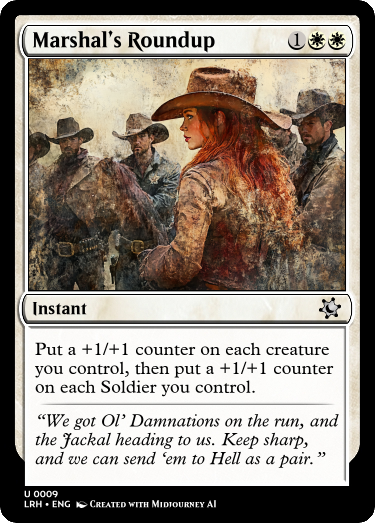 Marshal's Roundup 1
Instant
Put a +1/+1 counter on each creature
you control, then put a +1/+1 counter
on each Soldier you control.
“We got Ol’ Damnations on the run, and
the Jackal heading to us. Keep sharp,
and we can send ‘em to Hell as a pair.”
U 0009
LRH • ENG Created with Midjourney AI